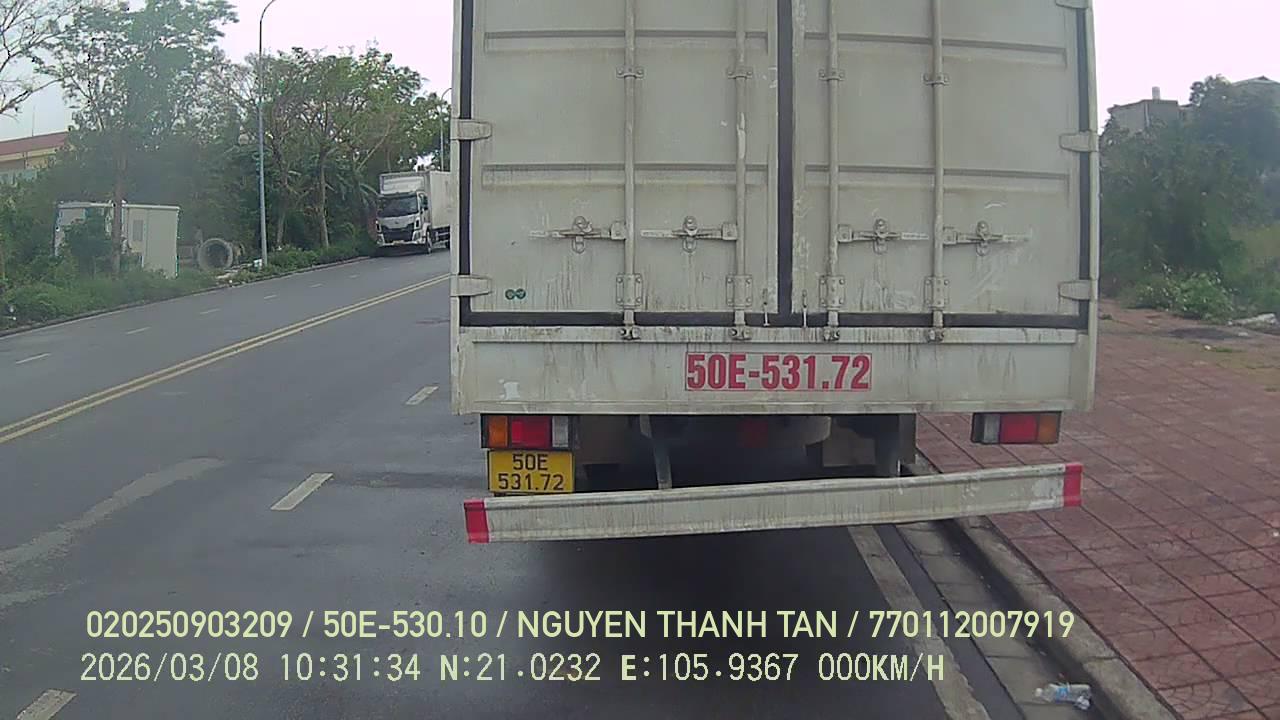 50E-531.72
50E
531.72
020250903209 / 50E-530.10 / NGUYEN THANH TAN / 770112007919
2026/03/08 10:31:34 N:21.0232 E:105.9367 000KM/H